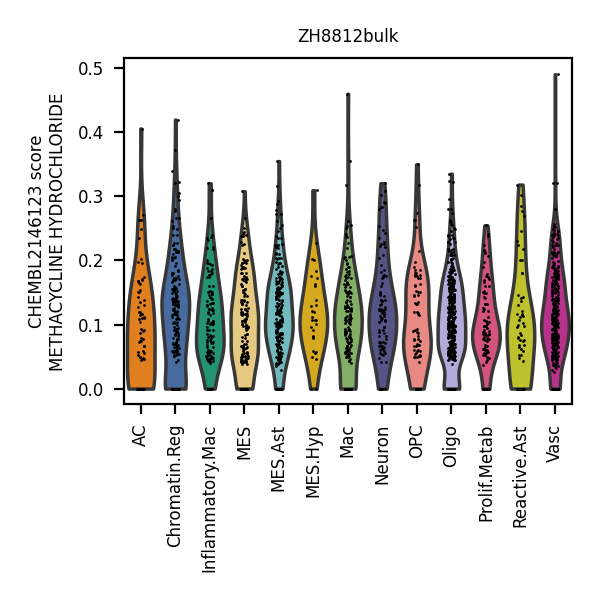 ZH8812bulk
CHEMBL2146123 score
METHACYCLINE HYDROCHLORIDE
0.5
0.4
0.3
0.2
0.1
0.0
AC
Chromatin.Reg
Inflammatory.Mac
MES
MES.Ast
MES.Hyp
Mac
Neuron
OPC
Oligo
Prolif.Metab
Reactive.Ast
Vasc